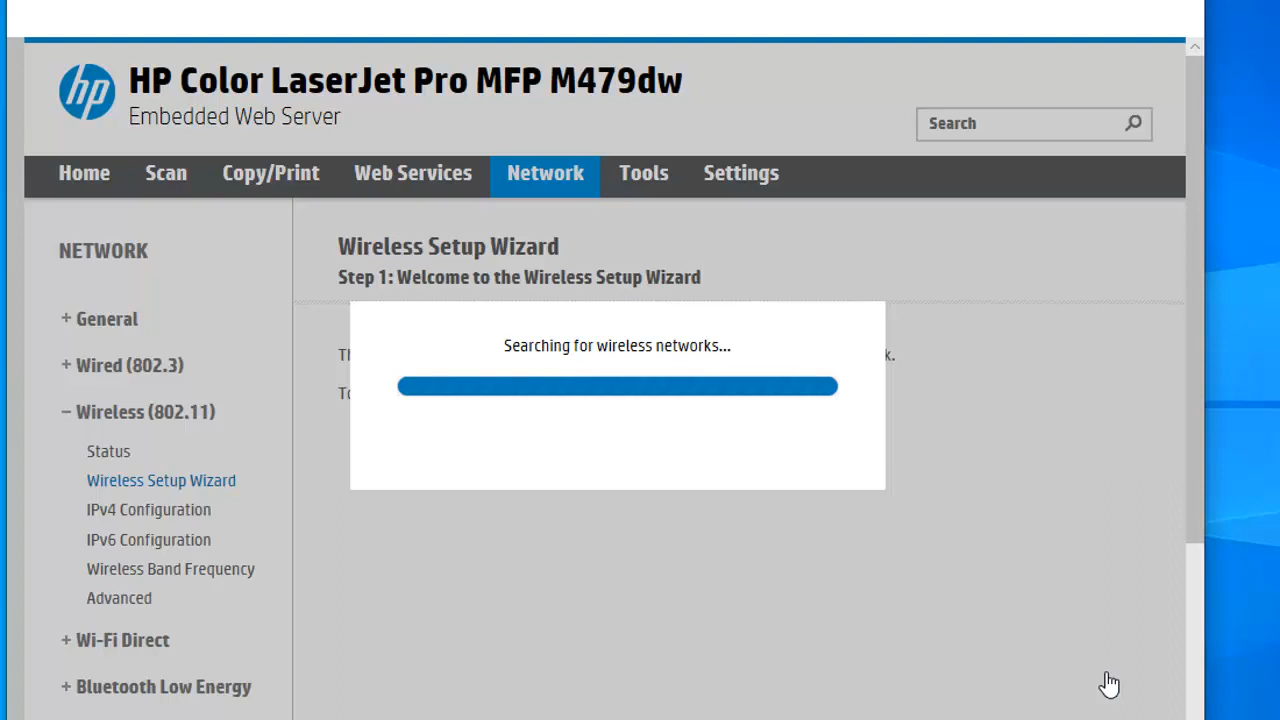 hp
HP Color LaserJet Pro MFP M479dw
Embedded Web Server
Search
Home Scan Copy/Print Web Services Network Tools Settings
NETWORK
+ General
+ Wired (802.3)
− Wireless (802.11)
Status
Wireless Setup Wizard
IPv4 Configuration
IPv6 Configuration
Wireless Band Frequency
Advanced
+ Wi-Fi Direct
+ Bluetooth Low Energy
Wireless Setup Wizard
Step 1: Welcome to the Wireless Setup Wizard
Searching for wireless networks...